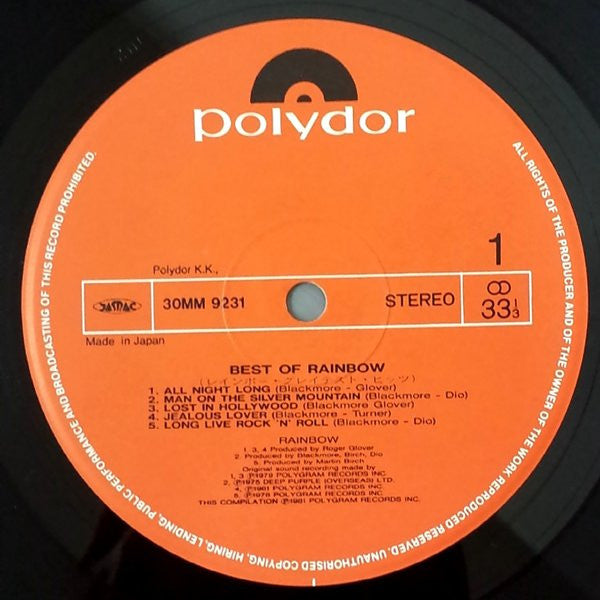 polydor
1
Polydor K.K.,
JASRAC
30MM 9231
STEREO
33 1/3
Made in Japan
BEST OF RAINBOW
(レインボー・グレイテスト・ヒッツ)
1. ALL NIGHT LONG (Blackmore - Glover)
2. MAN ON THE SILVER MOUNTAIN (Blackmore - Dio)
3. LOST IN HOLLYWOOD (Blackmore Glover)
4. JEALOUS LOVER (Blackmore - Turner)
5. LONG LIVE ROCK 'N' ROLL (Blackmore - Dio)
RAINBOW
1, 3, 4 Produced by Roger Glover
2. Produced by Blackmore, Birch, Dio
5. Produced by Martin Birch
Original sound recording made by
1, 3 ℗1979 POLYGRAM RECORDS INC.
2, ℗1975 DEEP PURPLE (OVERSEAS) LTD.
4, ℗1981 POLYGRAM RECORDS INC.
5, ℗1978 POLYGRAM RECORDS INC.
THIS COMPILATION ℗1981 POLYGRAM RECORDS INC.
ALL RIGHTS OF THE PRODUCER AND OF THE OWNER OF THE WORK REPRODUCED RESERVED. UNAUTHORISED COPYING, HIRING, LENDING, PUBLIC PERFORMANCE AND BROADCASTING OF THIS RECORD PROHIBITED.